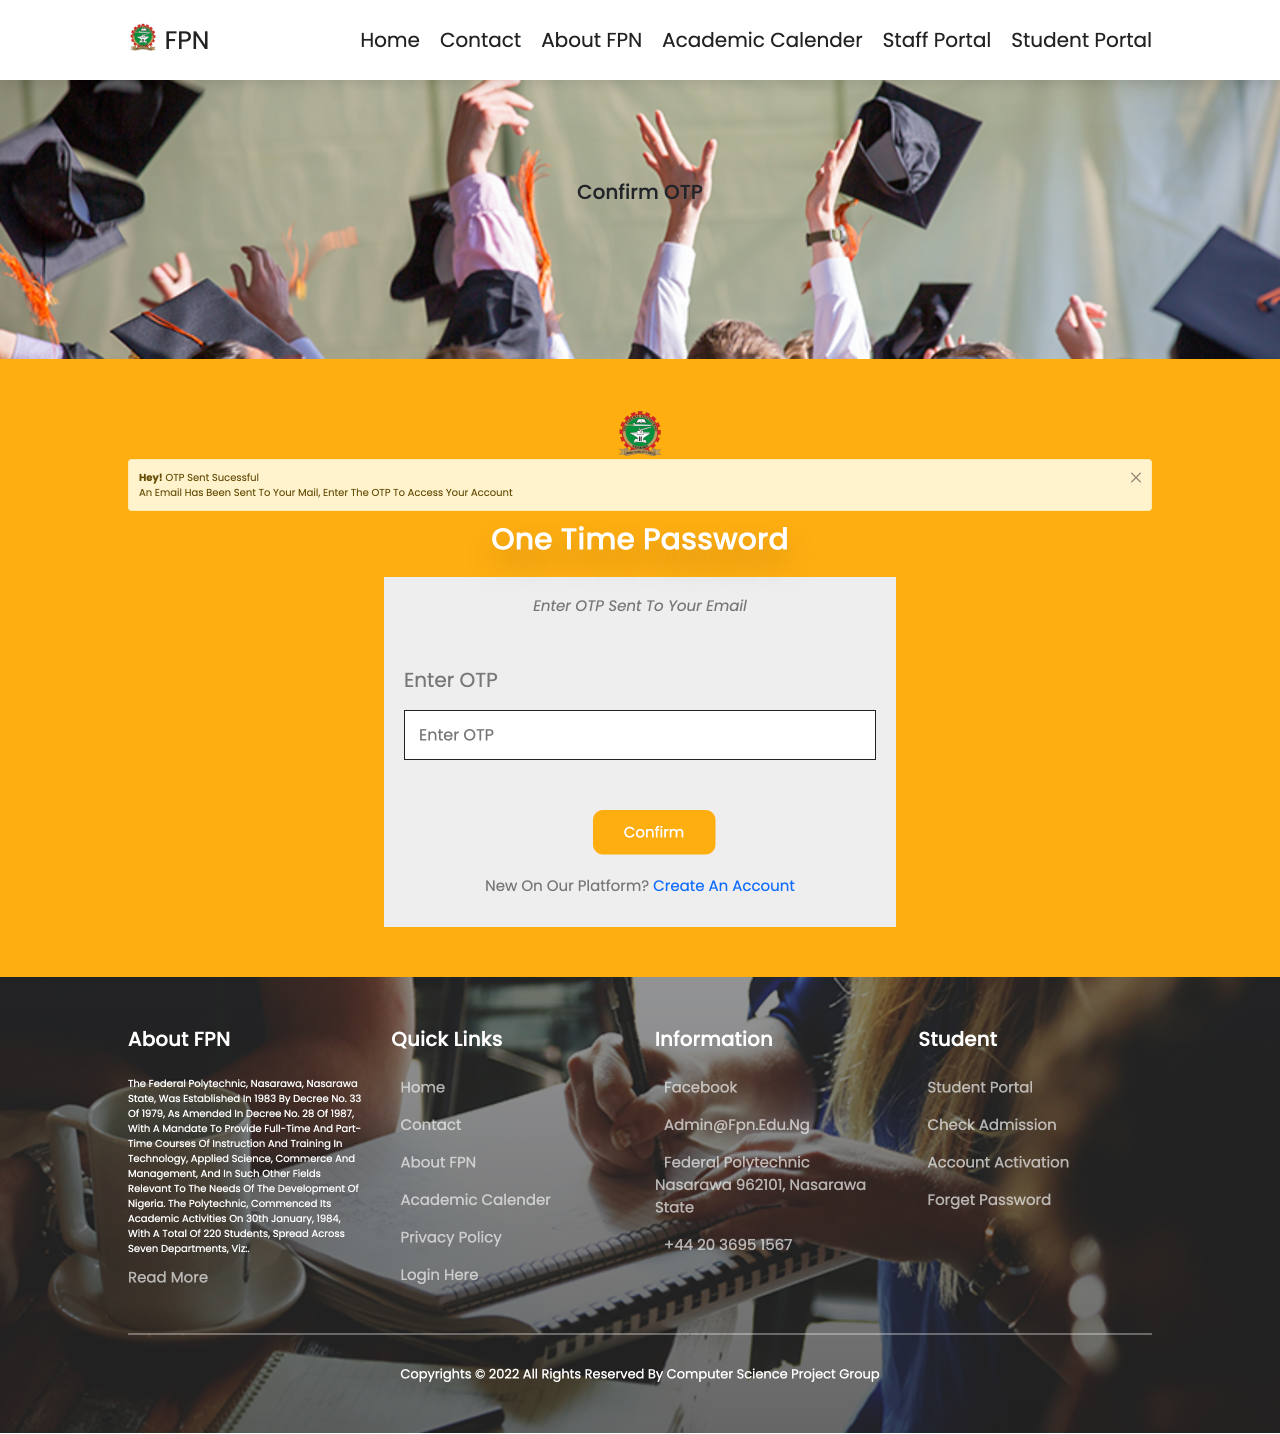 FPN
Home Contact About FPN Academic Calender Staff Portal Student Portal
Confirm OTP
Hey! OTP Sent Sucessful
An Email Has Been Sent To Your Mail, Enter The OTP To Access Your Account
One Time Password
Enter OTP Sent To Your Email
Enter OTP
Enter OTP
Confirm
New On Our Platform? Create An Account
About FPN
The Federal Polytechnic, Nasarawa, Nasarawa
State, Was Established In 1983 By Decree No. 33
Of 1979, As Amended In Decree No. 28 Of 1987,
With A Mandate To Provide Full-Time And Part-
Time Courses Of Instruction And Training In
Technology, Applied Science, Commerce And
Management, And In Such Other Fields
Relevant To The Needs Of The Development Of
Nigeria. The Polytechnic, Commenced Its
Academic Activities On 30th January, 1984,
With A Total Of 220 Students, Spread Across
Seven Departments, Viz:.
Read More
Quick Links
Home
Contact
About FPN
Academic Calender
Privacy Policy
Login Here
Information
Facebook
Admin@Fpn.Edu.Ng
Federal Polytechnic
Nasarawa 962101, Nasarawa
State
+44 20 3695 1567
Student
Student Portal
Check Admission
Account Activation
Forget Password
Copyrights © 2022 All Rights Reserved By Computer Science Project Group